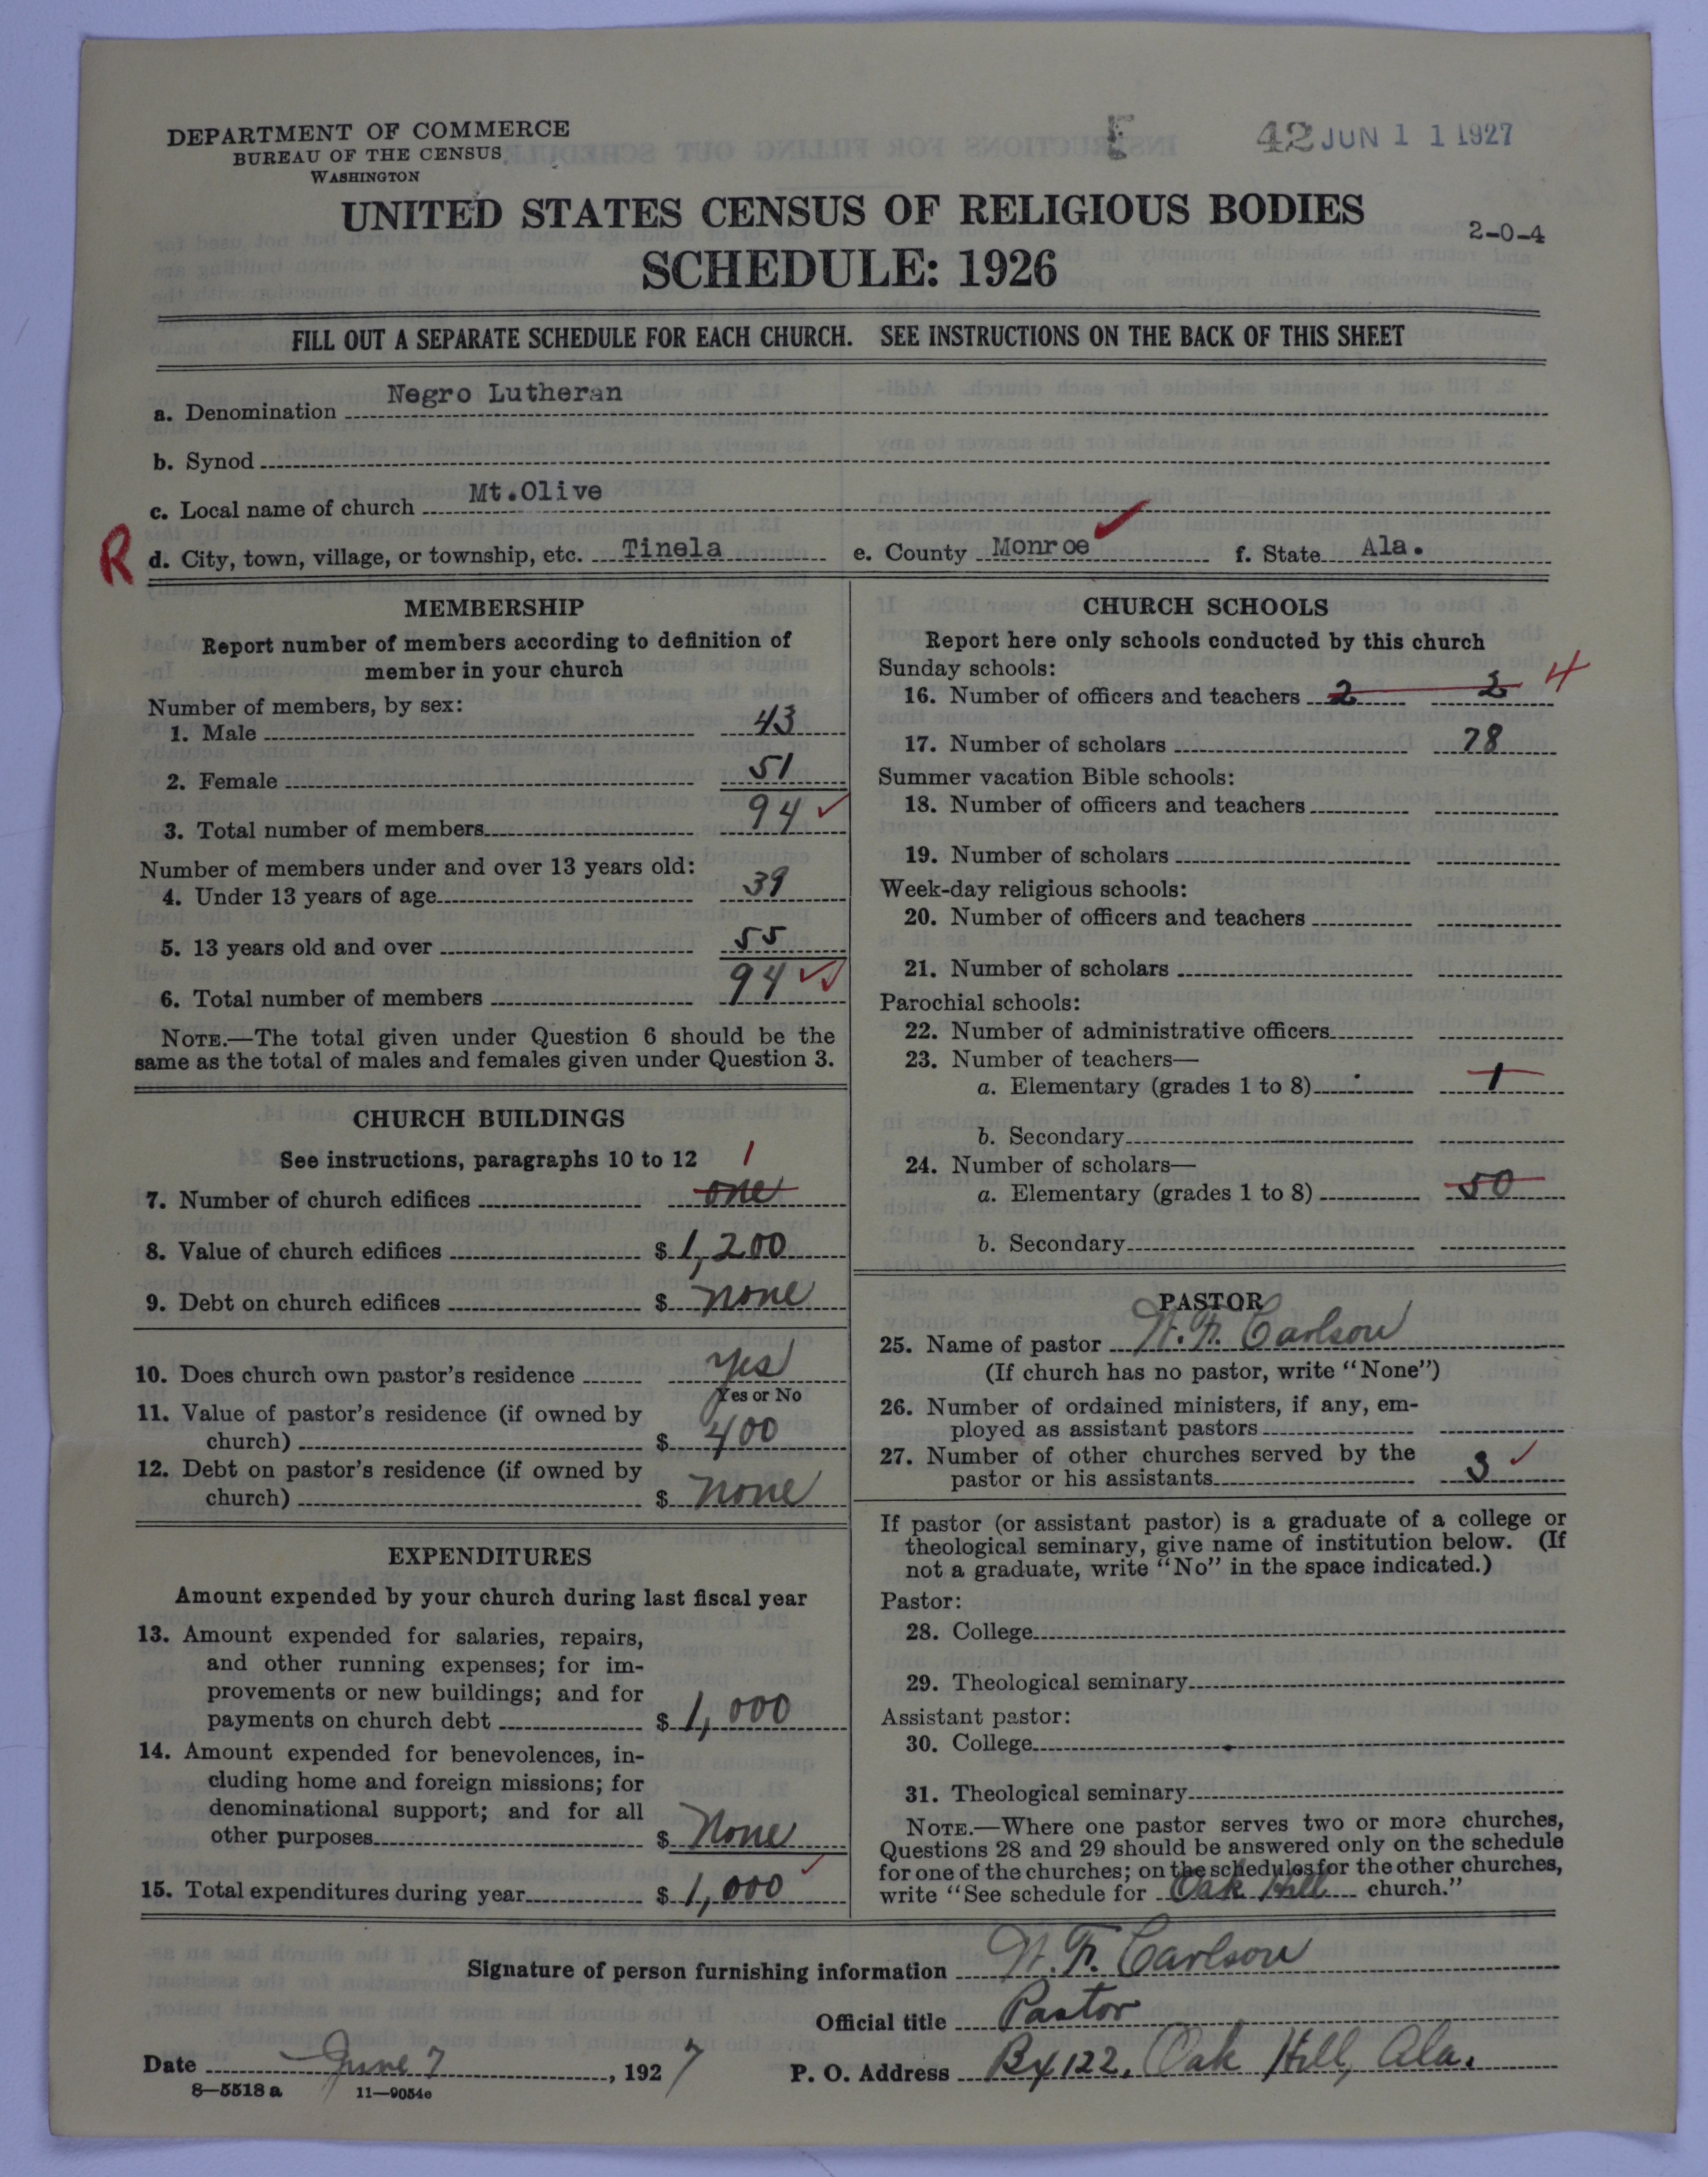 DEPARTMENT OF COMMERCE
BUREAU OF THE CENSUS
WASHINGTON
42 JUN 11 1927
UNITED STATES CENSUS OF RELIGIOUS BODIES
2-0-4
SCHEDULE: 1926
FILL OUT A SEPARATE SCHEDULE FOR EACH CHURCH. SEE INSTRUCTIONS ON THE BACK OF THIS SHEET
a. Denomination Negro Lutheran
b. Synod
c. Local name of church Mt.Olive
R d. City, town, village, or township, etc. Tinela e. County Monroe f. State Ala.
MEMBERSHIP
Report number of members according to definition of
member in your church
Number of members, by sex:
1. Male 43
2. Female 51
3. Total number of members 94
Number of members under and over 13 years old:
4. Under 13 years of age 39
5. 13 years old and over 55
6. Total number of members 94
NOTE.—The total given under Question 6 should be the
same as the total of males and females given under Question 3.
CHURCH BUILDINGS
See instructions, paragraphs 10 to 12 1
7. Number of church edifices one
8. Value of church edifices $ 1,200
9. Debt on church edifices $ none
10. Does church own pastor's residence yes
Yes or No
11. Value of pastor's residence (if owned by
church) $ 400
12. Debt on pastor's residence (if owned by
church) $ none
EXPENDITURES
Amount expended by your church during last fiscal year
13. Amount expended for salaries, repairs,
and other running expenses; for im-
provements or new buildings; and for
payments on church debt $ 1,000
14. Amount expended for benevolences, in-
cluding home and foreign missions; for
denominational support; and for all
other purposes $ None
15. Total expenditures during year $ 1,000
CHURCH SCHOOLS
Report here only schools conducted by this church
Sunday schools:
16. Number of officers and teachers 2 2 4
17. Number of scholars 78
Summer vacation Bible schools:
18. Number of officers and teachers
19. Number of scholars
Week-day religious schools:
20. Number of officers and teachers
21. Number of scholars
Parochial schools:
22. Number of administrative officers
23. Number of teachers—
a. Elementary (grades 1 to 8) 1
b. Secondary
24. Number of scholars—
a. Elementary (grades 1 to 8) 50
b. Secondary
PASTOR
25. Name of pastor W. F. Carlson
(If church has no pastor, write "None")
26. Number of ordained ministers, if any, em-
ployed as assistant pastors
27. Number of other churches served by the
pastor or his assistants 3
If pastor (or assistant pastor) is a graduate of a college or
theological seminary, give name of institution below. (If
not a graduate, write "No" in the space indicated.)
Pastor:
28. College
29. Theological seminary
Assistant pastor:
30. College
31. Theological seminary
NOTE.—Where one pastor serves two or more churches,
Questions 28 and 29 should be answered only on the schedule
for one of the churches; on the schedules for the other churches,
write "See schedule for Oak Hill church."
Signature of person furnishing information W. F. Carlson
Official title Pastor
Date June 7, 1927 P. O. Address Bx 122, Oak Hill, Ala.
8—5518 a 11—9054e